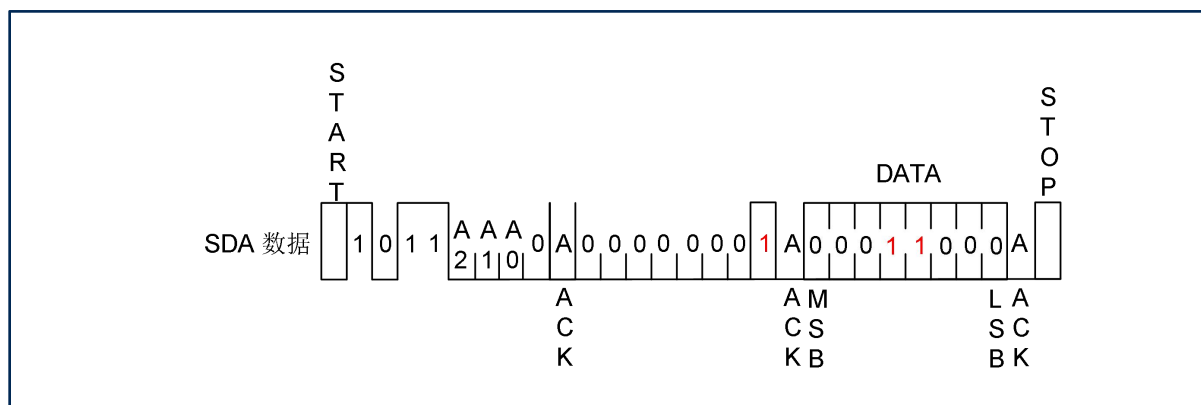 START
STOP
DATA
SDA 数据 1 0 1 1 A2 A1 A0 0 A 0 0 0 0 0 0 0 1 A 0 0 0 1 1 0 0 0 A
ACK
ACK
MSB
LSB
ACK